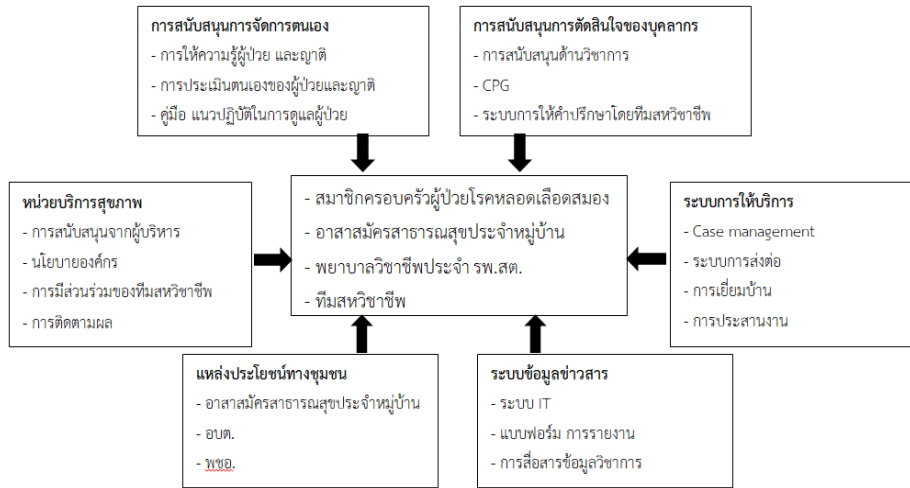 การสนับสนุนการจัดการตนเอง
- การให้ความรู้ผู้ป่วย และญาติ
- การประเมินตนเองของผู้ป่วยและญาติ
- คู่มือ แนวปฏิบัติในการดูแลผู้ป่วย
การสนับสนุนการตัดสินใจของบุคลากร
- การสนับสนุนด้านวิชาการ
- CPG
- ระบบการให้คำปรึกษาโดยทีมสหวิชาชีพ
หน่วยบริการสุขภาพ
- การสนับสนุนจากผู้บริหาร
- นโยบายองค์กร
- การมีส่วนร่วมของทีมสหวิชาชีพ
- การติดตามผล
- สมาชิกครอบครัวผู้ป่วยโรคหลอดเลือดสมอง
- อาสาสมัครสาธารณสุขประจำหมู่บ้าน
- พยาบาลวิชาชีพประจำ รพ.สต.
- ทีมสหวิชาชีพ
ระบบการให้บริการ
- Case management
- ระบบการส่งต่อ
- การเยี่ยมบ้าน
- การประสานงาน
แหล่งประโยชน์ทางชุมชน
- อาสาสมัครสาธารณสุขประจำหมู่บ้าน
- อบต.
- พชอ.
ระบบข้อมูลข่าวสาร
- ระบบ IT
- แบบฟอร์ม การรายงาน
- การสื่อสารข้อมูลวิชาการ